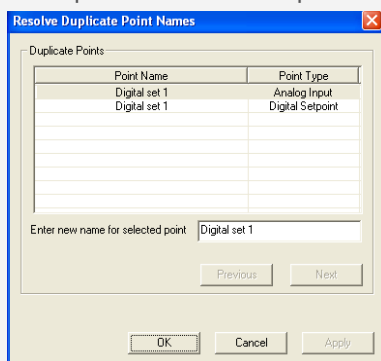 Resolve Duplicate Point Names
Duplicate Points
Point Name Point Type
Digital set 1 Analog Input
Digital set 1 Digital Setpoint
Enter new name for selected point Digital set 1
Previous Next
OK Cancel Apply